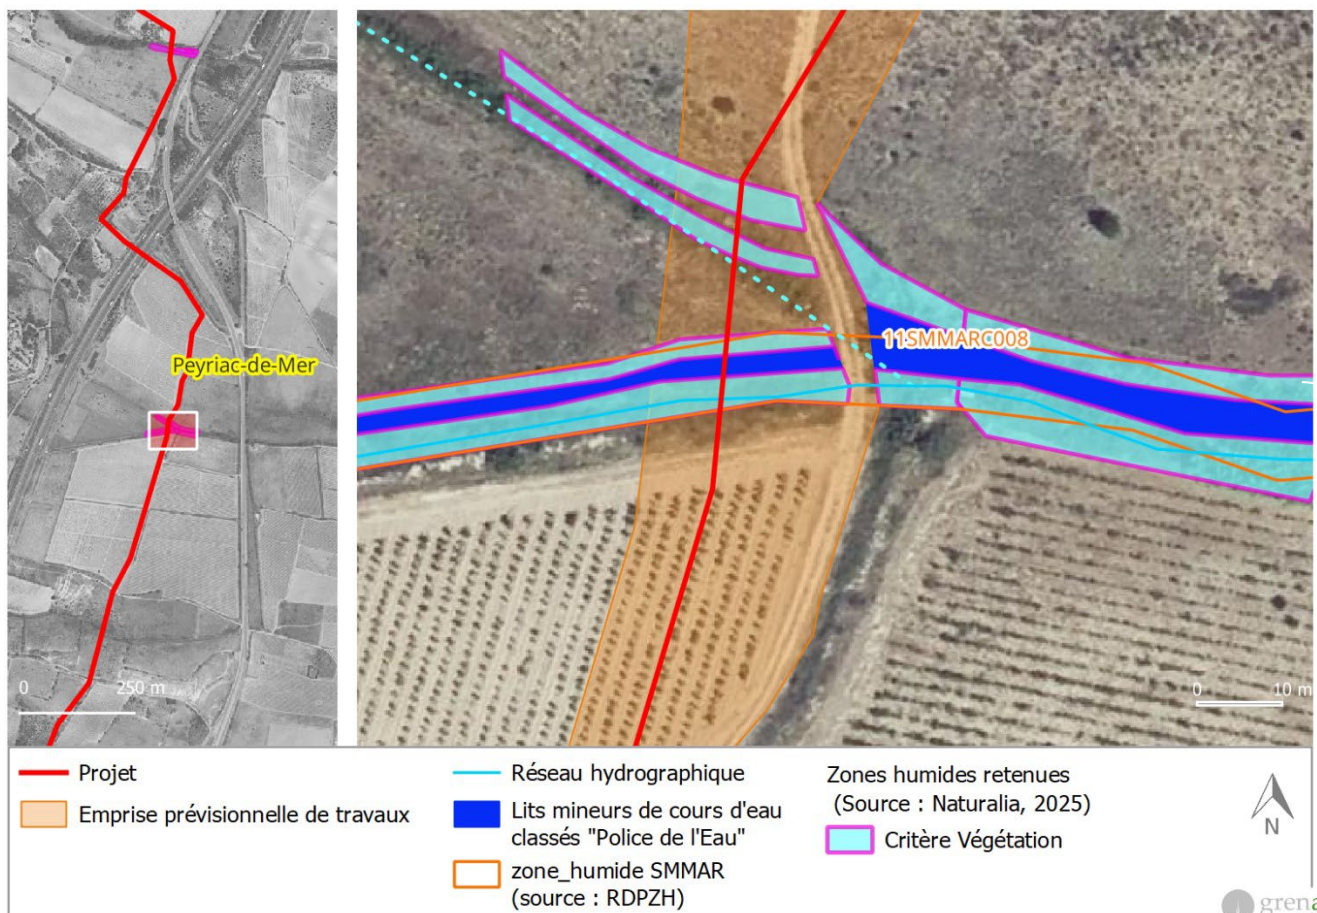 Peyriac-de-Mer
0 250 m
11SMMARC008
0 10 m
Projet
Emprise prévisionnelle de travaux
Réseau hydrographique
Lits mineurs de cours d'eau
classés "Police de l'Eau"
zone_humide SMMAR
(source : RDPZH)
Zones humides retenues
(Source : Naturalia, 2025)
Critère Végétation
N
grena